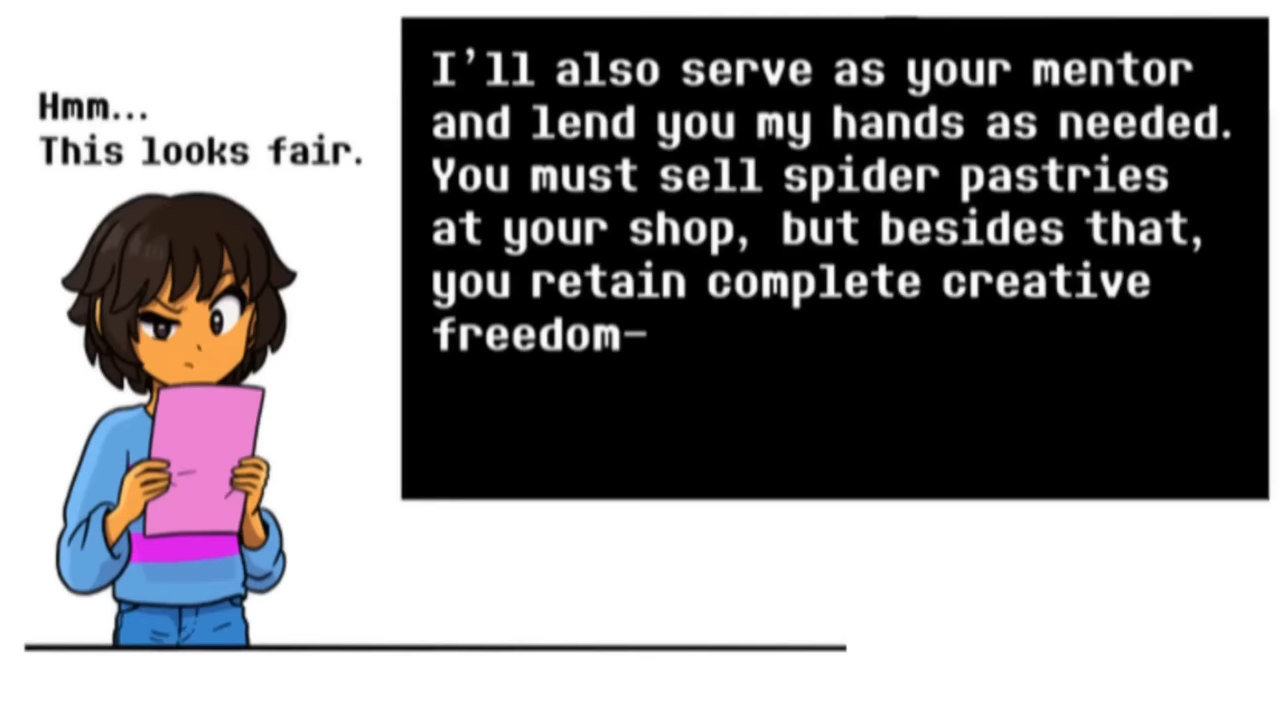 Hmm...
This looks fair.
I'll also serve as your mentor
and lend you my hands as needed.
You must sell spider pastries
at your shop, but besides that,
you retain complete creative
freedom—